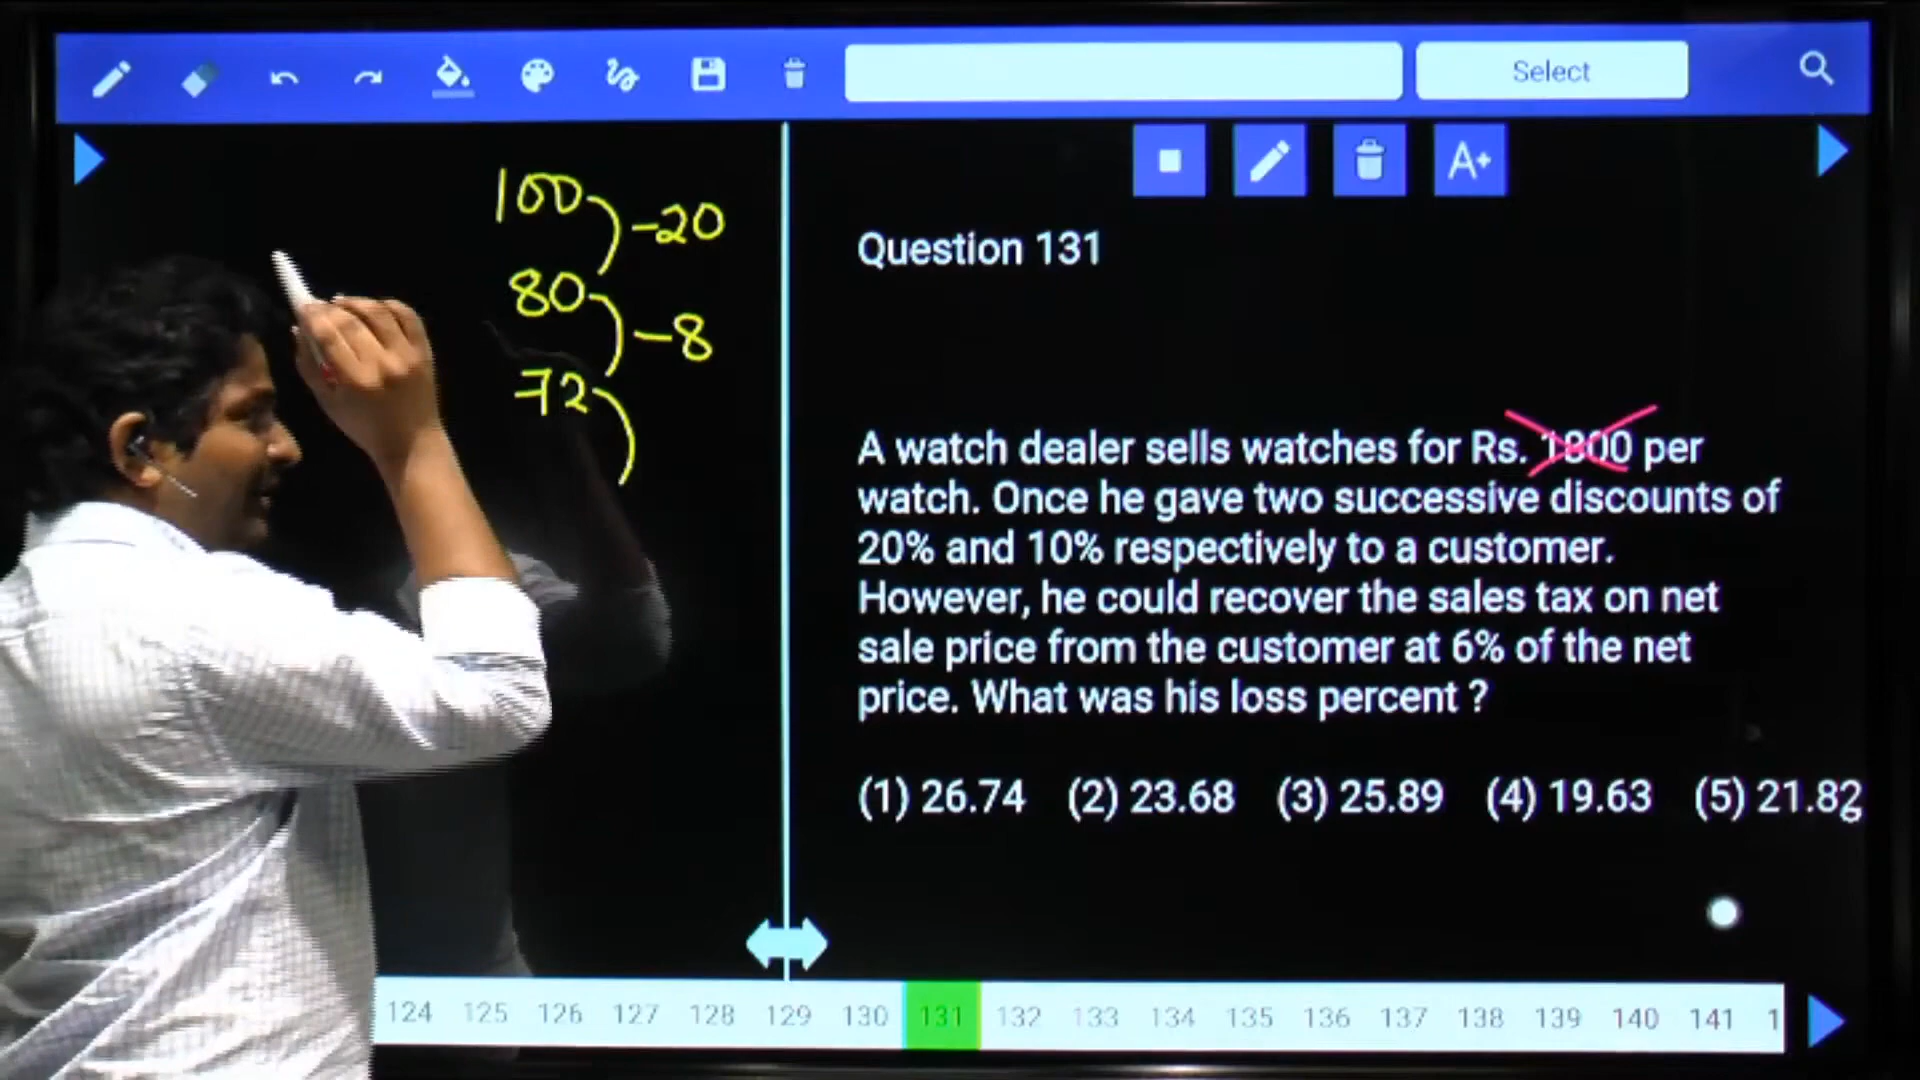 Select
A+
100
-20
80
-8
72
Question 131
A watch dealer sells watches for Rs. 1800 per
watch. Once he gave two successive discounts of
20% and 10% respectively to a customer.
However, he could recover the sales tax on net
sale price from the customer at 6% of the net
price. What was his loss percent ?
(1) 26.74 (2) 23.68 (3) 25.89 (4) 19.63 (5) 21.82
124 125 126 127 128 129 130 131 132 133 134 135 136 137 138 139 140 141 1